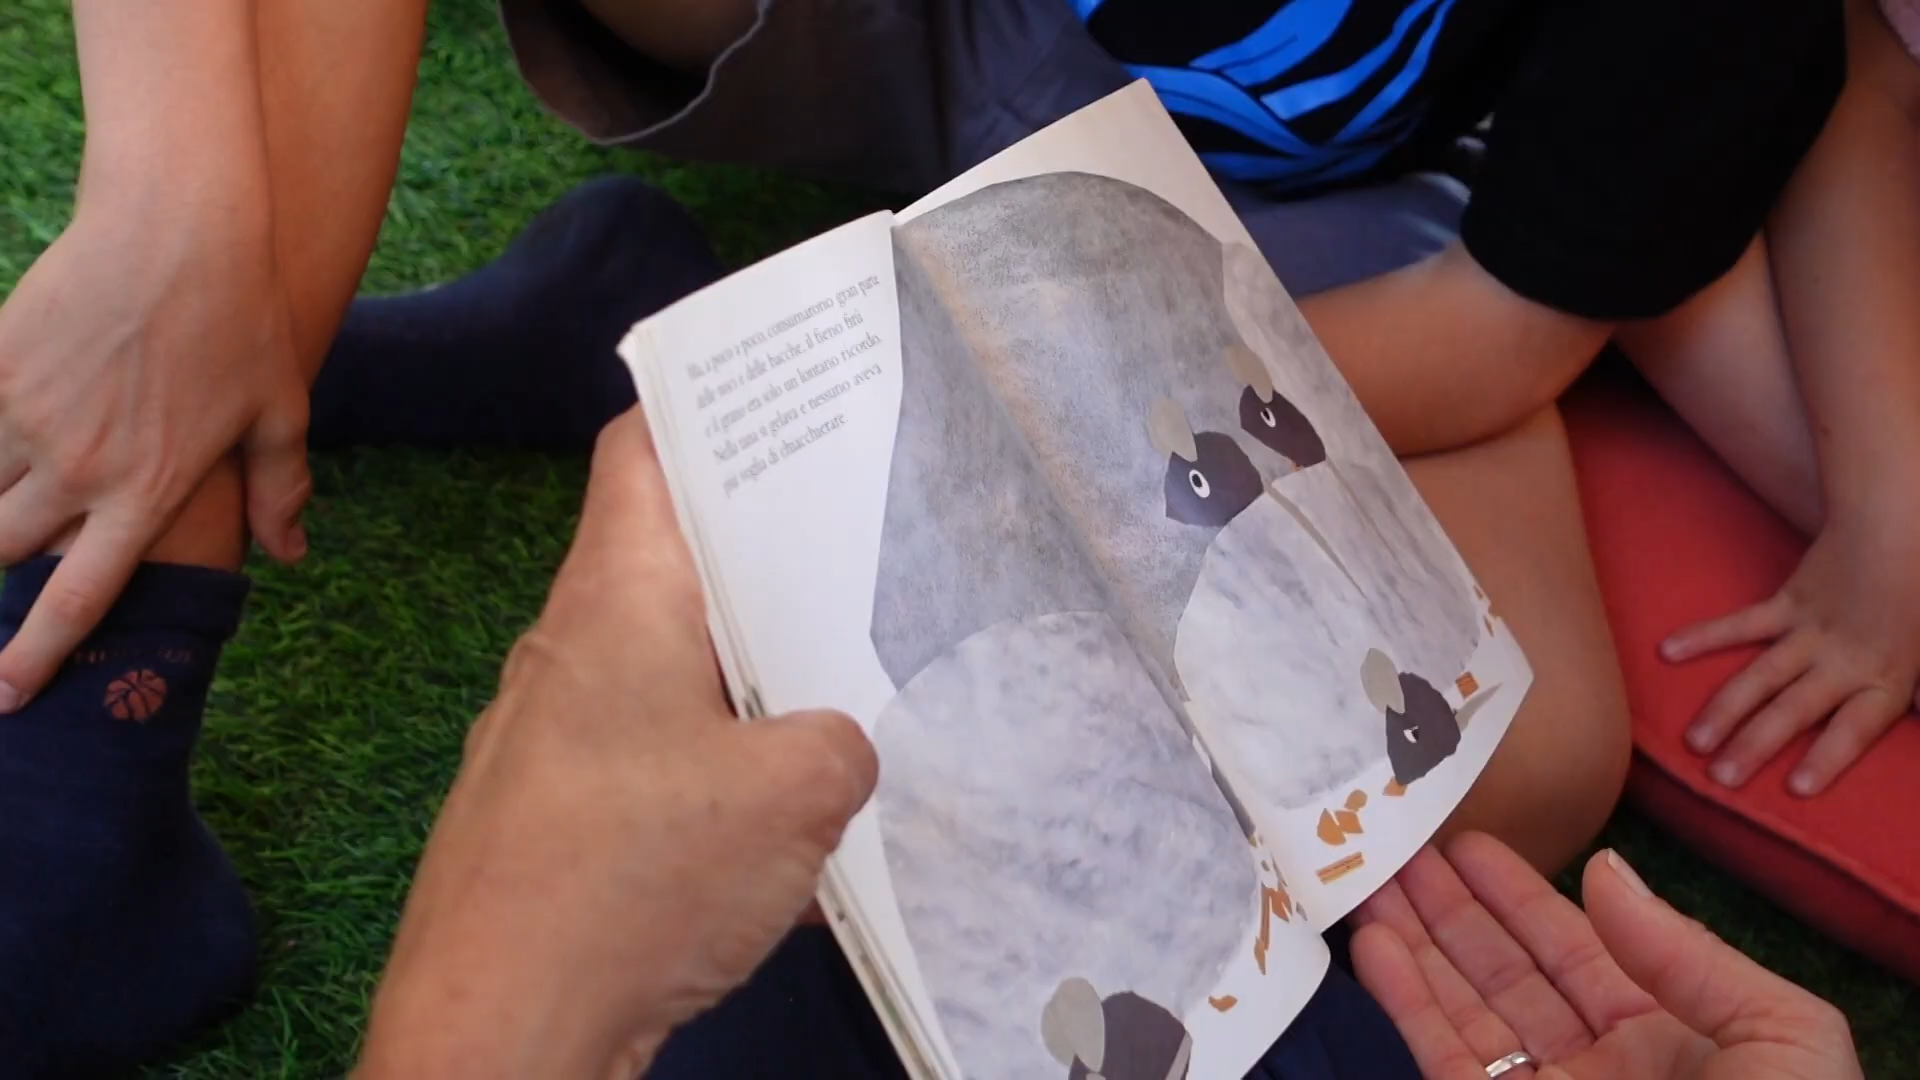 Ma, a poco a poco, consumarono gran parte
delle noci e delle bacche, il fieno finì
e il grano era solo un lontano ricordo.
Nella tana si gelava e nessuno aveva
più voglia di chiacchierare.